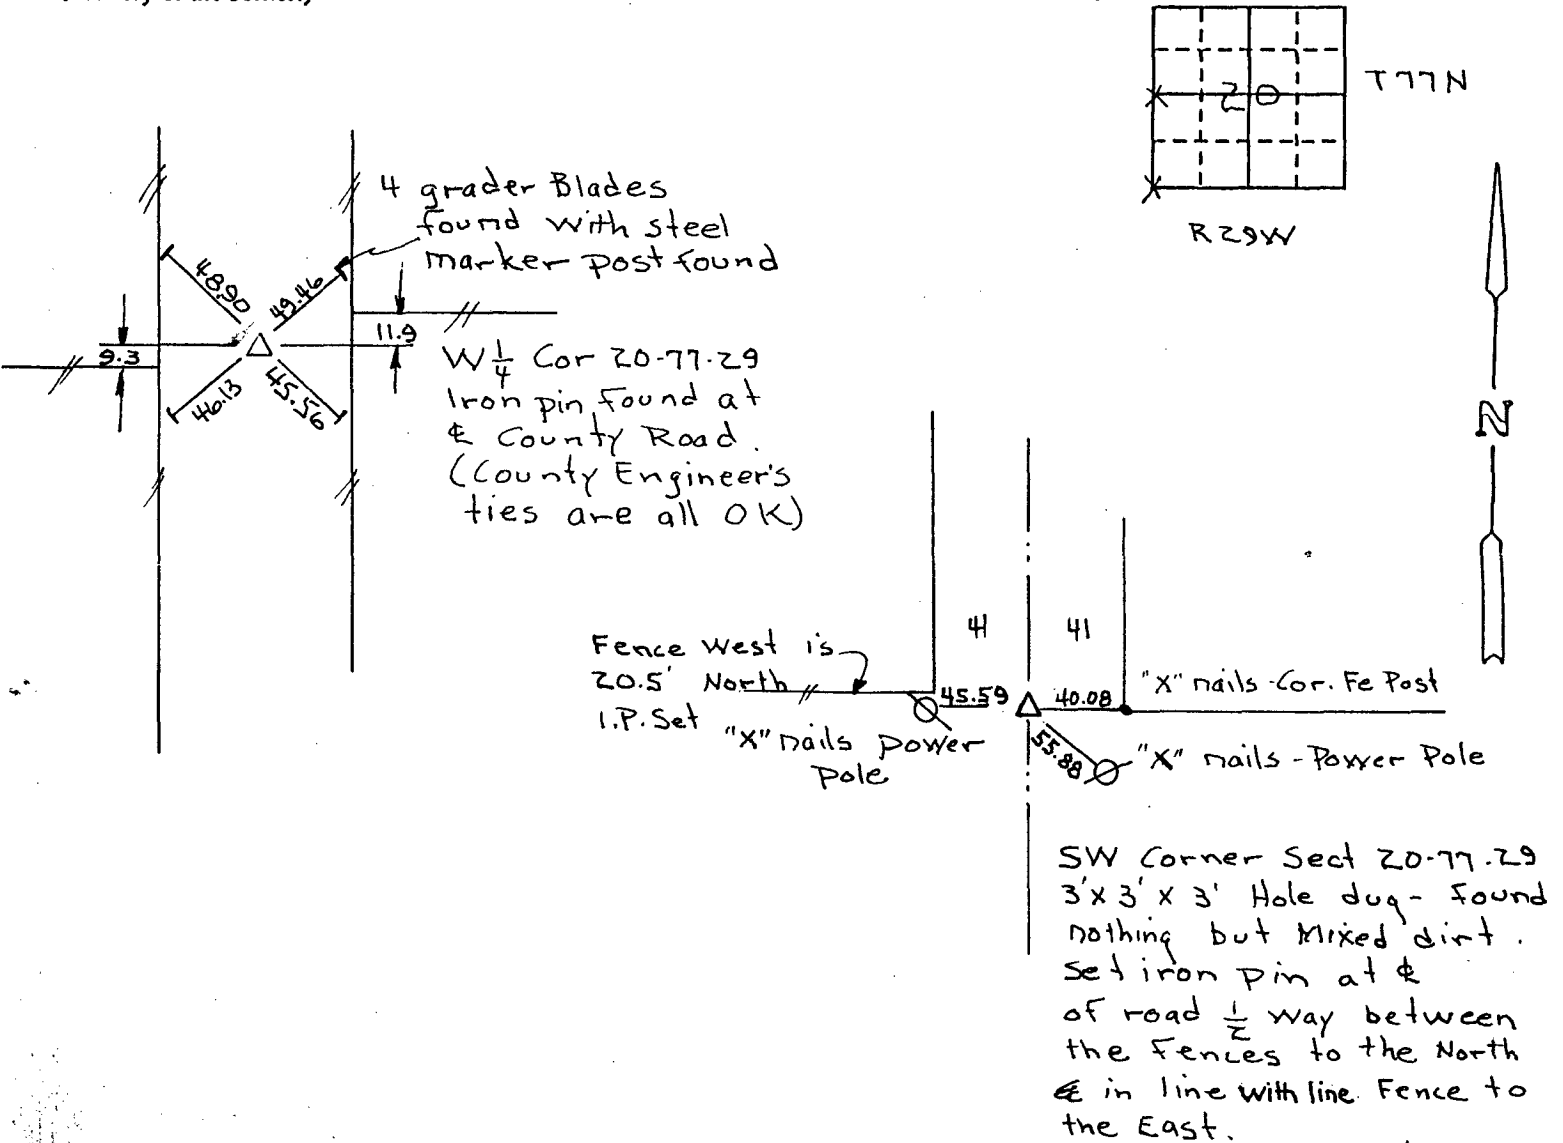 20
T77N
R29W
4 grader Blades
found with steel
marker post found
48.90
49.46
11.9
9.3
46.13
45.56
W 1/4 Cor 20-77-29
Iron pin found at
℄ County Road.
(County Engineer's
ties are all OK)
N
41
41
Fence West is
20.5' North
I.P. Set
45.59
40.08
"X" nails -Cor. Fe Post
"X" nails power
pole
55.88
"X" nails - Power Pole
SW Corner Sect 20-77-29
3'x 3' x 3' Hole dug - found
nothing but Mixed dirt.
Set iron pin at ℄
of road 1/2 way between
the Fences to the North
& in line with line Fence to
the East.